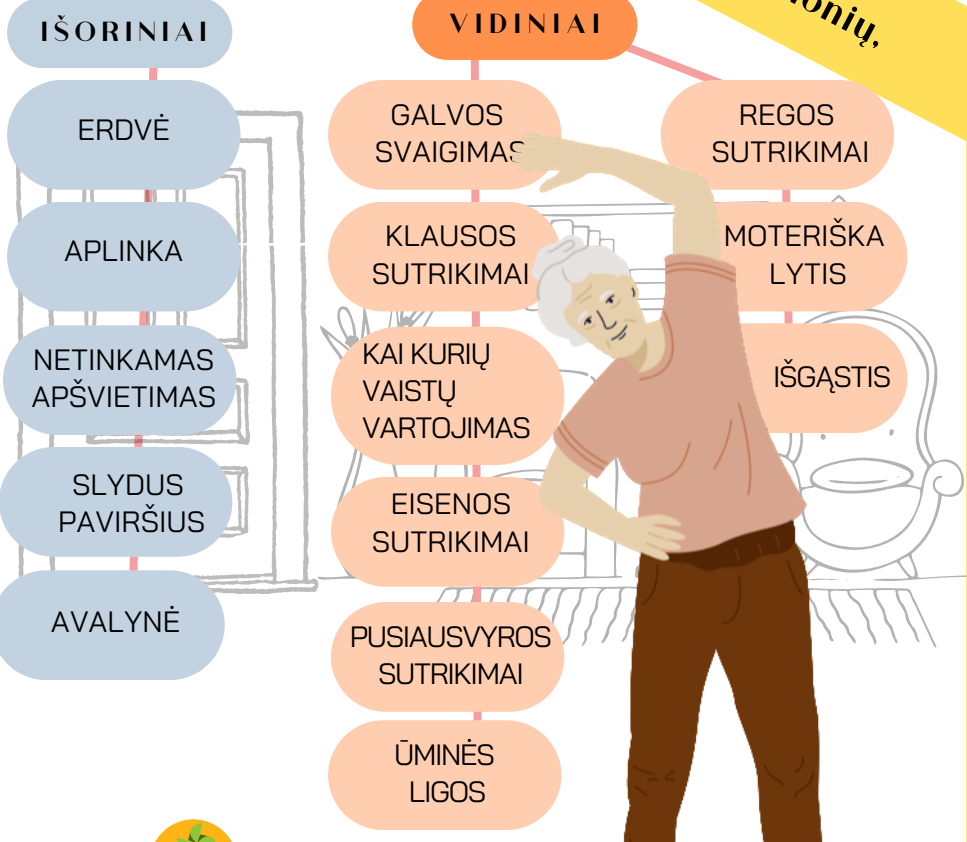 IŠORINIAI
ERDVĖ
APLINKA
NETINKAMAS
APŠVIETIMAS
SLYDUS
PAVIRŠIUS
AVALYNĖ
VIDINIAI
GALVOS
SVAIGIMAS
KLAUSOS
SUTRIKIMAI
KAI KURIŲ
VAISTŲ
VARTOJIMAS
EISENOS
SUTRIKIMAI
PUSIAUSVYROS
SUTRIKIMAI
ŪMINĖS
LIGOS
REGOS
SUTRIKIMAI
MOTERIŠKA
LYTIS
IŠGĄSTIS